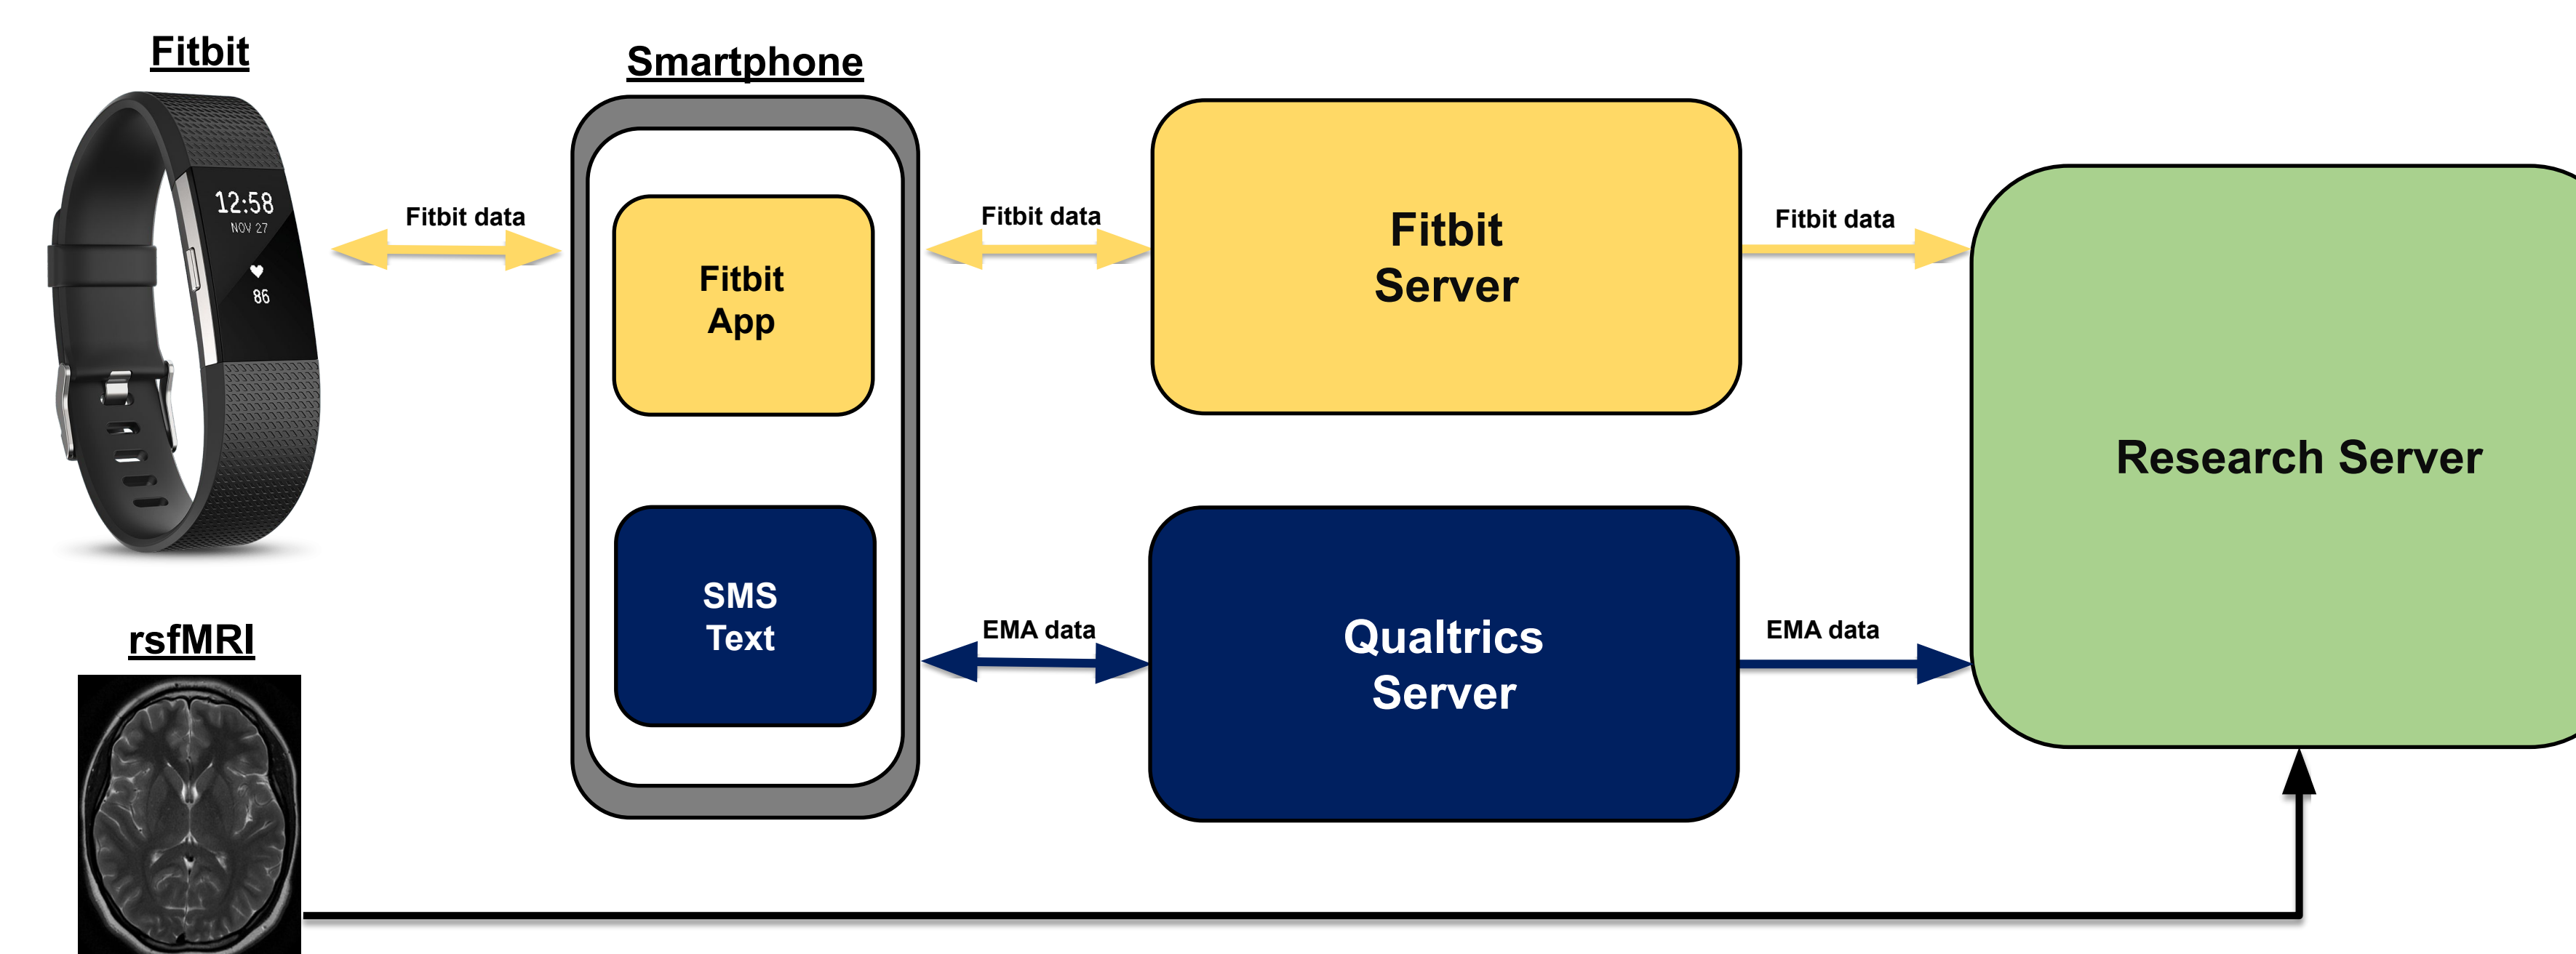 Fitbit
Smartphone
12:58
NOV 27
86
Fitbit data
Fitbit data
Fitbit data
Fitbit
App
Fitbit
Server
Research Server
SMS
Text
EMA data
EMA data
Qualtrics
Server
rsfMRI